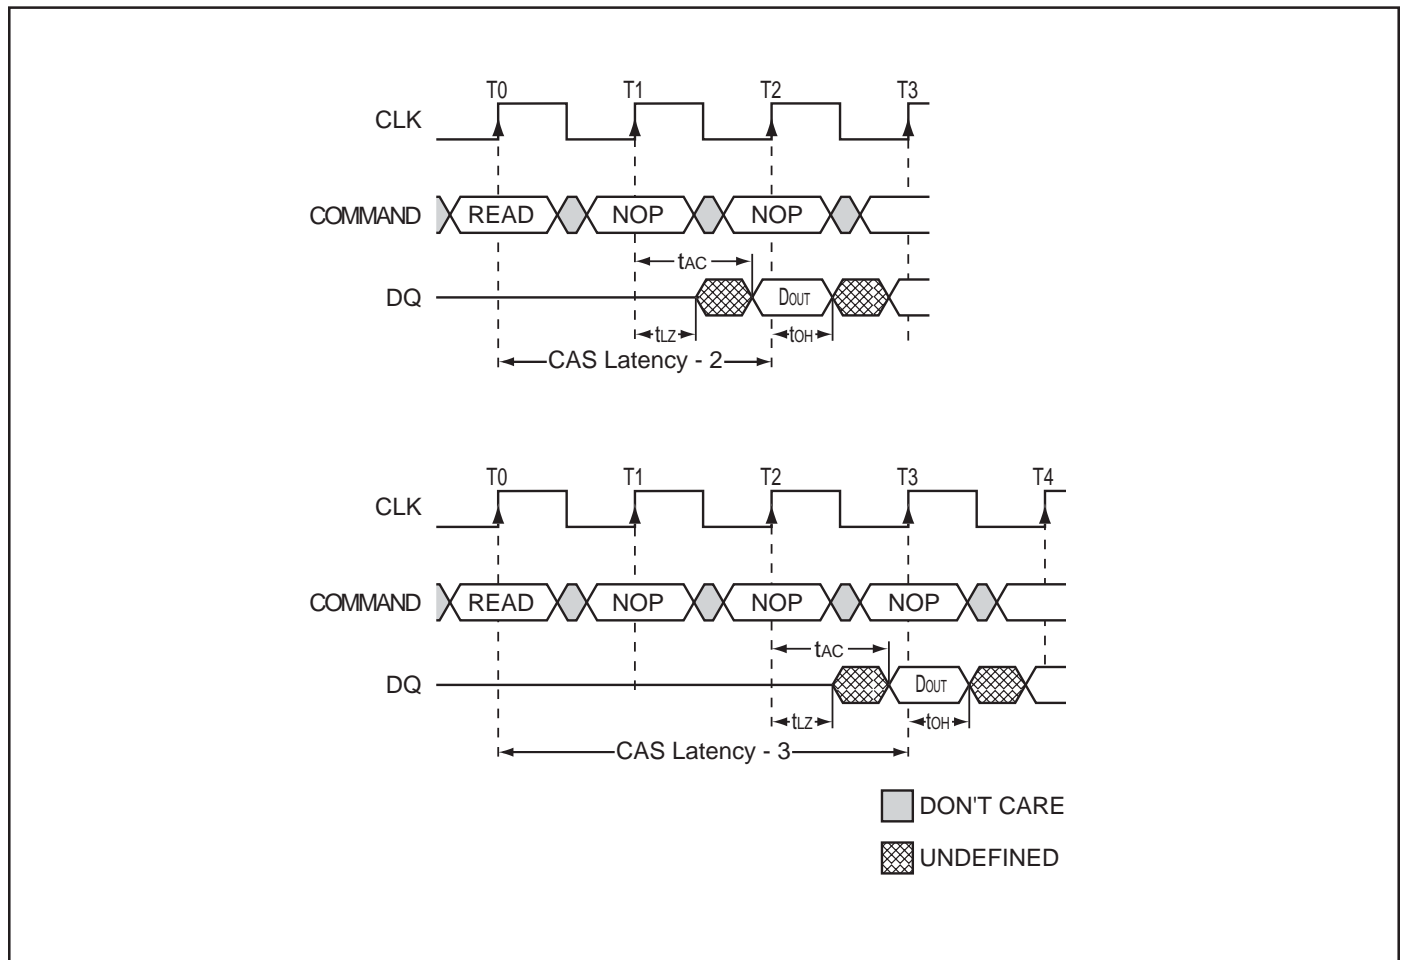 T0 T1 T2 T3
CLK
COMMAND READ NOP NOP
tAC
DQ DOUT
tLZ tOH
CAS Latency - 2
T0 T1 T2 T3 T4
CLK
COMMAND READ NOP NOP NOP
tAC
DQ DOUT
tLZ tOH
CAS Latency - 3
DON'T CARE
UNDEFINED